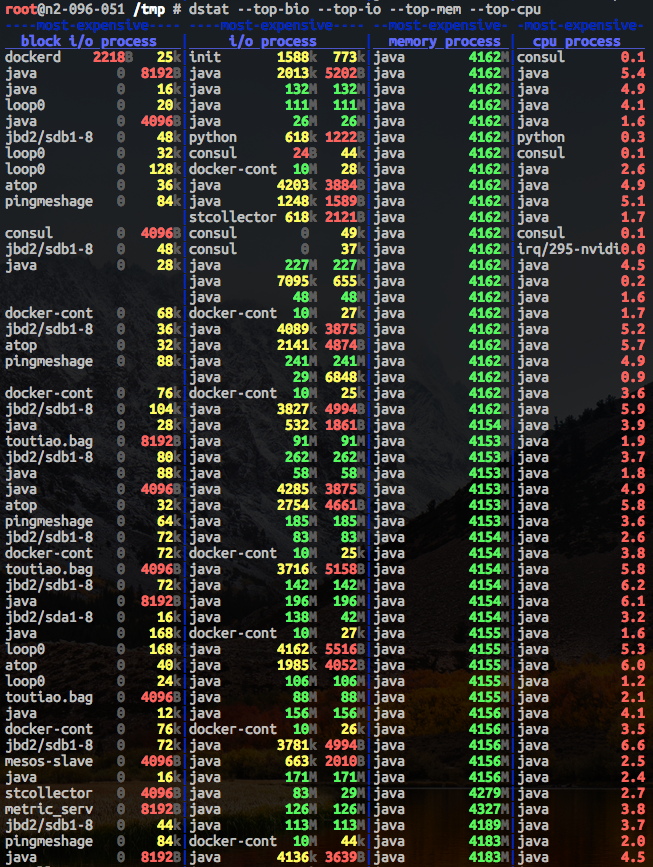 root@n2-096-051 /tmp # dstat --top-bio --top-io --top-mem --top-cpu
----most-expensive---- ----most-expensive---- --most-expensive- -most-expensive-
block i/o process | i/o process | memory process | cpu process
dockerd 2218B 25k|init 1588k 773k|java 4162M|consul 0.1
java 0 8192B|java 2013k 5202B|java 4162M|java 5.4
java 0 16k|java 132M 132M|java 4162M|java 4.9
loop0 0 20k|java 111M 111M|java 4162M|java 4.1
java 0 4096B|java 26M 26M|java 4162M|java 1.6
jbd2/sdb1-8 0 48k|python 618k 1222B|java 4162M|python 0.3
loop0 0 32k|consul 24B 44k|java 4162M|consul 0.1
loop0 0 128k|docker-cont 10M 28k|java 4162M|java 2.6
atop 0 36k|java 4203k 3884B|java 4162M|java 4.9
pingmeshage 0 84k|java 1248k 1589B|java 4162M|java 5.1
|stcollector 618k 2121B|java 4162M|java 1.7
consul 0 4096B|consul 0 49k|java 4162M|consul 0.1
jbd2/sdb1-8 0 48k|consul 0 37k|java 4162M|irq/295-nvidi0.0
java 0 28k|java 227M 227M|java 4162M|java 4.5
|java 7095k 655k|java 4162M|java 0.2
|java 48M 48M|java 4162M|java 1.6
docker-cont 0 68k|docker-cont 10M 27k|java 4162M|java 1.7
jbd2/sdb1-8 0 36k|java 4089k 3875B|java 4162M|java 5.2
atop 0 32k|java 2141k 4874B|java 4162M|java 5.7
pingmeshage 0 88k|java 241M 241M|java 4162M|java 4.9
|java 29M 6848k|java 4162M|java 0.9
docker-cont 0 76k|docker-cont 10M 25k|java 4162M|java 3.6
jbd2/sdb1-8 0 104k|java 3827k 4994B|java 4162M|java 5.9
java 0 28k|java 532k 1861B|java 4154M|java 3.9
toutiao.bag 0 8192B|java 91M 91M|java 4153M|java 1.9
jbd2/sdb1-8 0 80k|java 262M 262M|java 4153M|java 3.7
java 0 88k|java 58M 58M|java 4153M|java 1.8
java 0 4096B|java 4285k 3875B|java 4153M|java 4.9
atop 0 32k|java 2754k 4661B|java 4153M|java 5.8
pingmeshage 0 64k|java 185M 185M|java 4153M|java 3.6
jbd2/sdb1-8 0 72k|java 83M 83M|java 4154M|java 2.6
docker-cont 0 72k|docker-cont 10M 25k|java 4154M|java 3.8
toutiao.bag 0 4096B|java 3716k 5158B|java 4154M|java 5.8
jbd2/sdb1-8 0 72k|java 142M 142M|java 4154M|java 6.2
java 0 8192B|java 196M 196M|java 4154M|java 6.1
jbd2/sda1-8 0 16k|java 138M 42M|java 4154M|java 3.2
java 0 168k|docker-cont 10M 27k|java 4155M|java 1.6
loop0 0 168k|java 4162k 5516B|java 4155M|java 5.3
atop 0 40k|java 1985k 4052B|java 4155M|java 6.0
loop0 0 24k|java 106M 106M|java 4155M|java 1.2
toutiao.bag 0 4096B|java 88M 88M|java 4155M|java 2.1
java 0 12k|java 156M 156M|java 4155M|java 4.1
docker-cont 0 76k|docker-cont 10M 26k|java 4155M|java 3.5
jbd2/sdb1-8 0 72k|java 3781k 4994B|java 4156M|java 6.6
mesos-slave 0 4096B|java 663k 2010B|java 4156M|java 2.5
java 0 16k|java 171M 171M|java 4156M|java 2.4
stcollector 0 4096B|java 83M 29M|java 4279M|java 2.7
metric_serv 0 8192B|java 126M 126M|java 4327M|java 3.8
jbd2/sdb1-8 0 44k|java 113M 113M|java 4189M|java 3.7
pingmeshage 0 84k|docker-cont 10M 44k|java 4183M|java 2.0
java 0 8192B|java 4136k 3639B|java 4183M|java 4.5